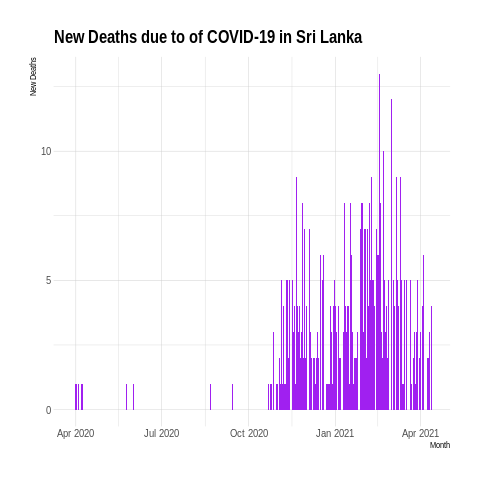 New Deaths due to of COVID-19 in Sri Lanka
New Deaths
10
5
0
Apr 2020 Jul 2020 Oct 2020 Jan 2021 Apr 2021
Month